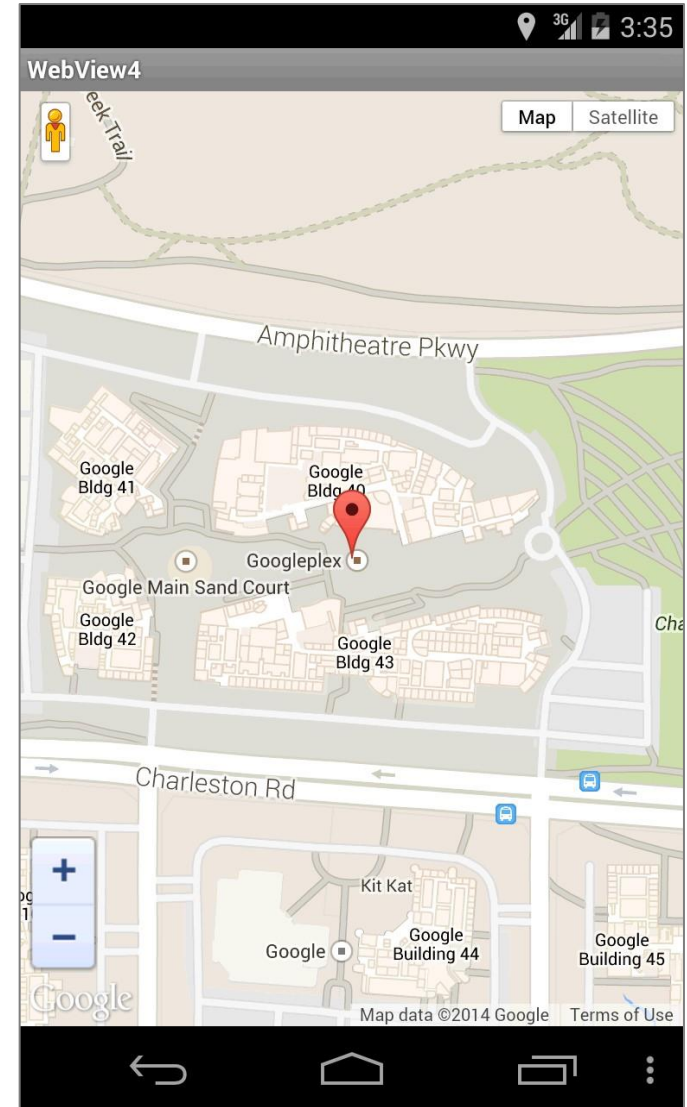 3G 3:35
WebView4
eek Trail
Map Satellite
Amphitheatre Pkwy
Google
Bldg 41
Google
Bldg 40
Googleplex
Google Main Sand Court
Google
Bldg 42
Google
Bldg 43
Cha
Charleston Rd
+
−
Kit Kat
Google
Google
Building 44
Google
Building 45
Google
Map data ©2014 Google Terms of Use